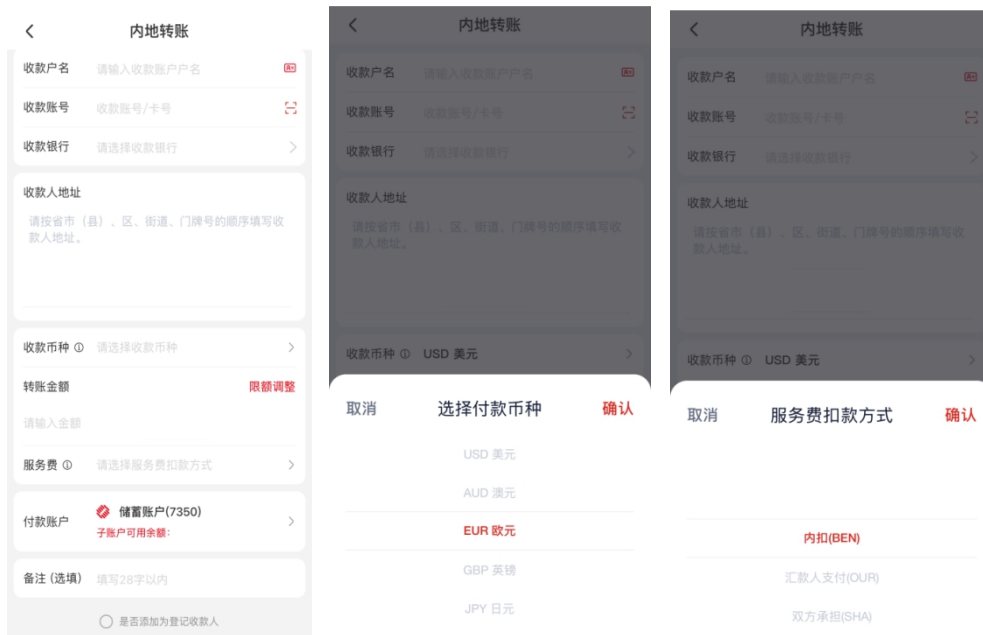 内地转账
收款户名 请输入收款账户户名
收款账号 收款账号/卡号
收款银行 请选择收款银行
收款人地址
请按省市（县）、区、街道、门牌号的顺序填写收
款人地址。
收款币种 请选择收款币种
转账金额 限额调整
请输入金额
服务费 请选择服务费扣款方式
付款账户 储蓄账户(7350)
子账户可用余额:
备注 (选填) 填写28字以内
是否添加为登记收款人
内地转账
收款户名 请输入收款账户户名
收款账号 收款账号/卡号
收款银行 请选择收款银行
收款人地址
请按省市（县）、区、街道、门牌号的顺序填写收
款人地址。
收款币种 USD 美元
取消 选择付款币种 确认
USD 美元
AUD 澳元
EUR 欧元
GBP 英镑
JPY 日元
内地转账
收款户名 请输入收款账户户名
收款账号 收款账号/卡号
收款银行 请选择收款银行
收款人地址
请按省市（县）、区、街道、门牌号的顺序填写收
款人地址。
收款币种 USD 美元
取消 服务费扣款方式 确认
内扣(BEN)
汇款人支付(OUR)
双方承担(SHA)